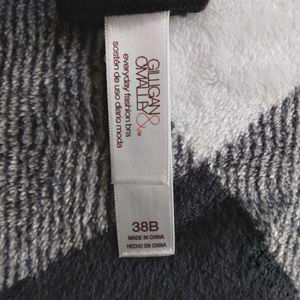 GILLIGAN &
O'MALLEY
everyday fashion bra
sostén de uso diario moda
38B
MADE IN CHINA
HECHO EN CHINA